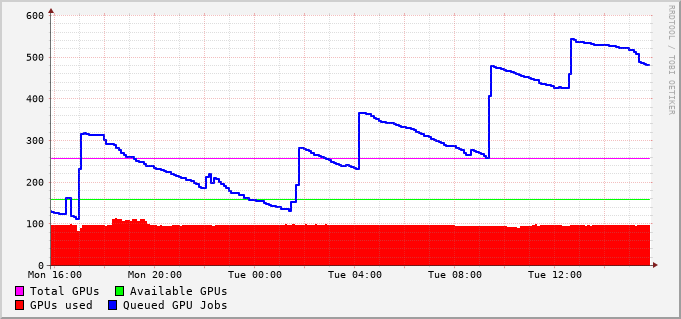 RRDTOOL / TOBI OETIKER
600
500
400
300
200
100
0
Mon 16:00 Mon 20:00 Tue 00:00 Tue 04:00 Tue 08:00 Tue 12:00
Total GPUs Available GPUs
GPUs used Queued GPU Jobs